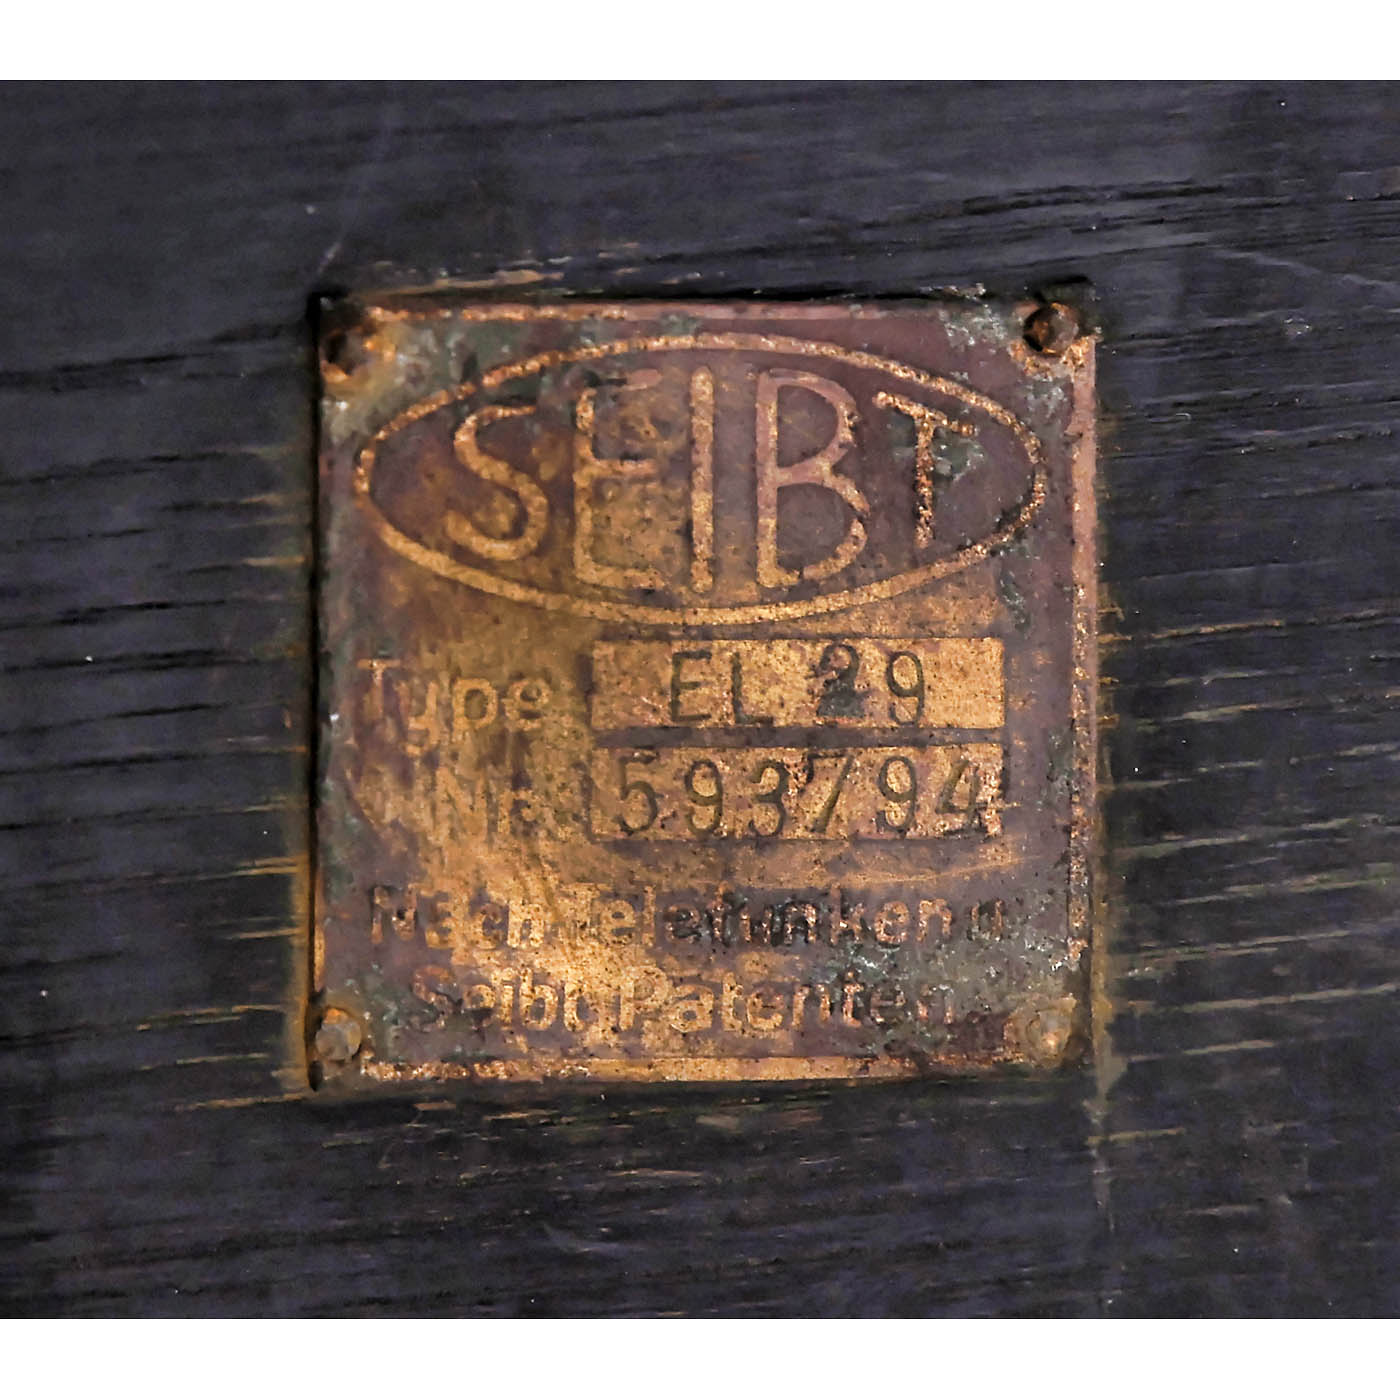 SEIBT
Type EL 29
Nr. 593794
Nach Telefunken u.
Seibt Patenten